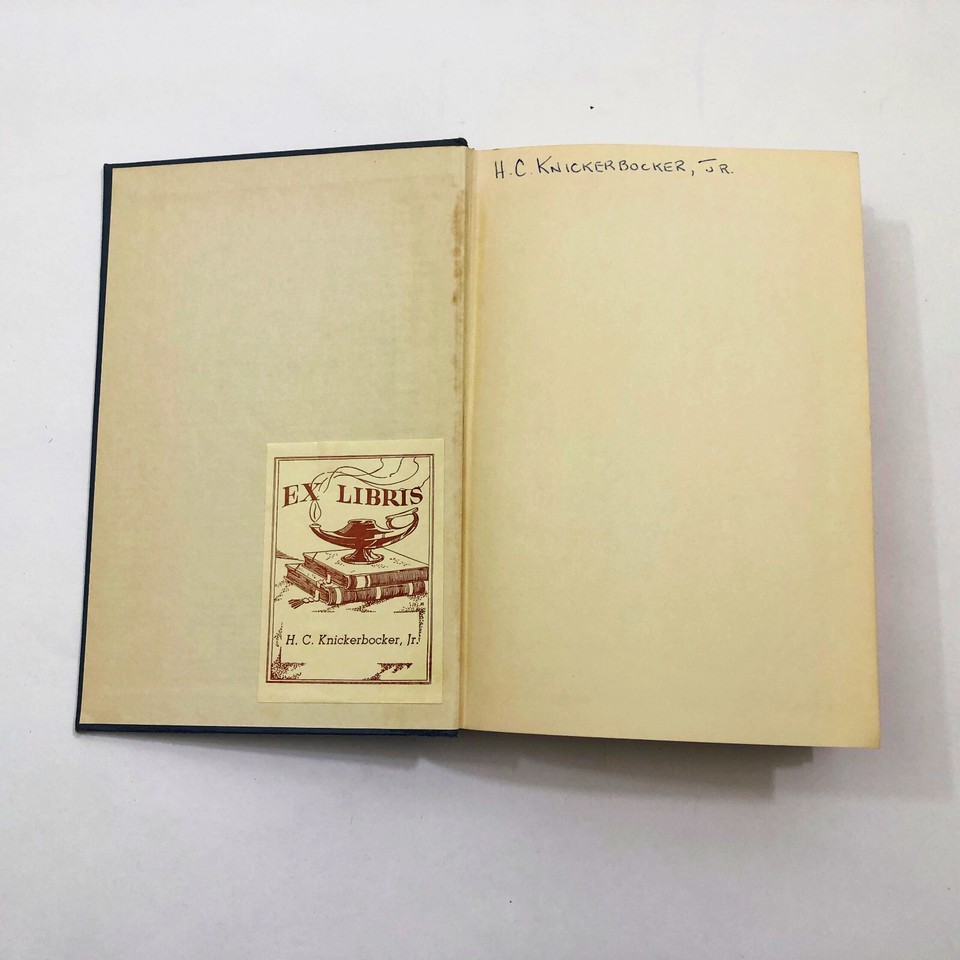 EX LIBRIS
H. C. Knickerbocker, Jr.
H. C. KNICKERBOCKER, JR.